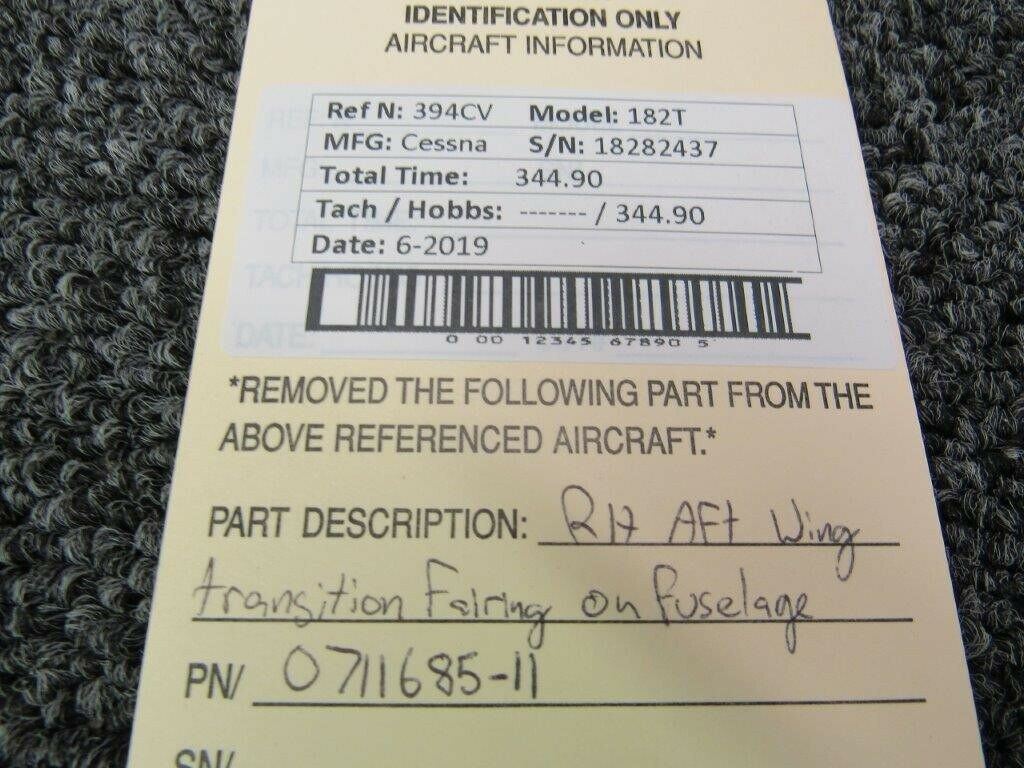 IDENTIFICATION ONLY
AIRCRAFT INFORMATION
Ref N: 394CV Model: 182T
MFG: Cessna S/N: 18282437
Total Time: 344.90
Tach / Hobbs: ------- / 344.90
Date: 6-2019
0 00 12345 67890 5
*REMOVED THE FOLLOWING PART FROM THE
ABOVE REFERENCED AIRCRAFT.*
PART DESCRIPTION: RH AFt Wing
transition Fairing on Fuselage
PN/ 0711685-11
SN/